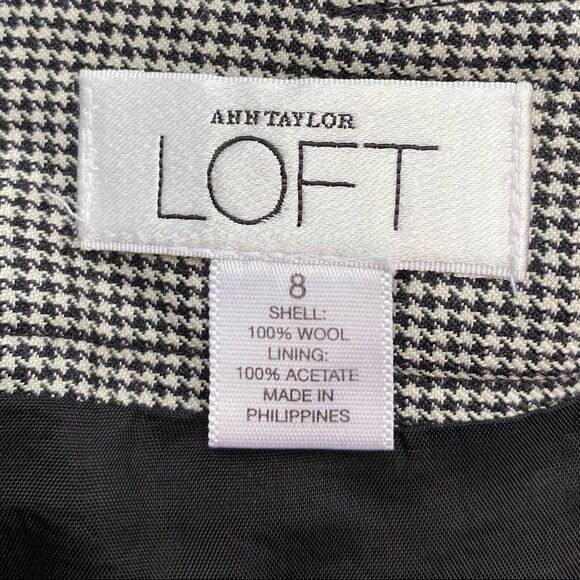 ANN TAYLOR
LOFT
8
SHELL:
100% WOOL
LINING:
100% ACETATE
MADE IN
PHILIPPINES